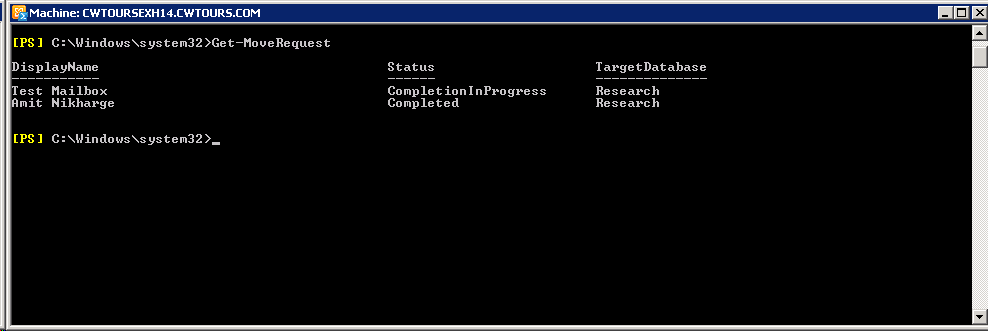 Machine: CWTOURSEXH14.CWTOURS.COM
[PS] C:\Windows\system32>Get-MoveRequest
DisplayName Status TargetDatabase
----------- ------ --------------
Test Mailbox CompletionInProgress Research
Amit Nikharge Completed Research
[PS] C:\Windows\system32>_